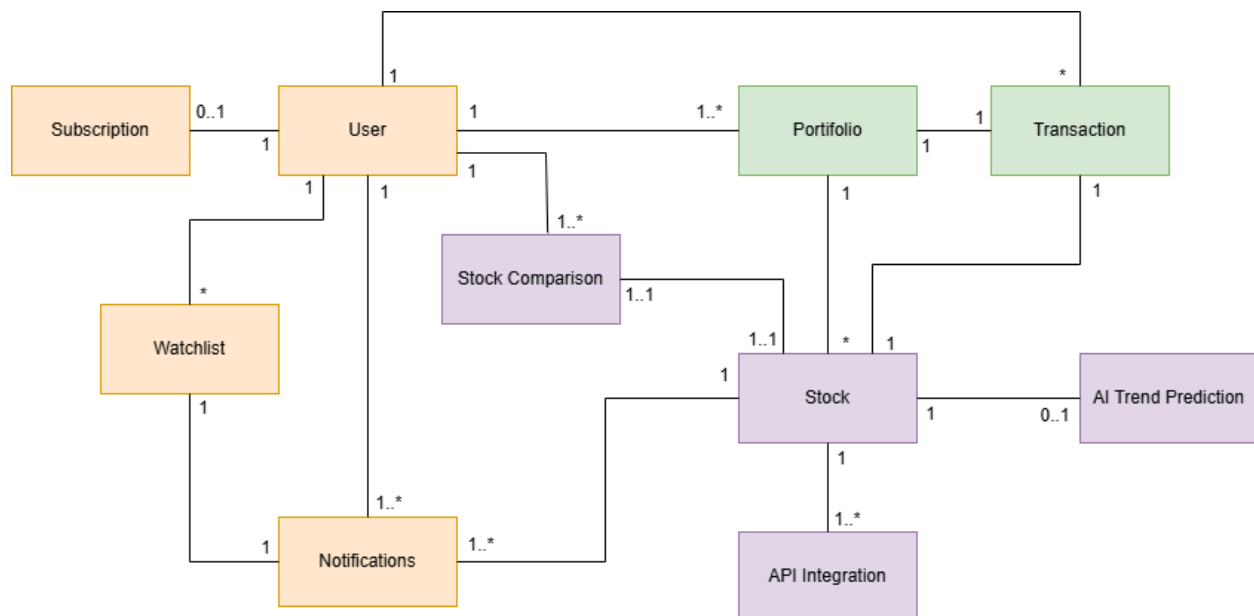 1
*
Subscription
0..1
1
User
1
1..*
Portifolio
1
1
Transaction
1
1
1
1
1
1..*
Stock Comparison
1..1
*
Watchlist
1
1..1
*
1
1
Stock
1
0..1
AI Trend Prediction
1
1..*
1
Notifications
1..*
1..*
API Integration